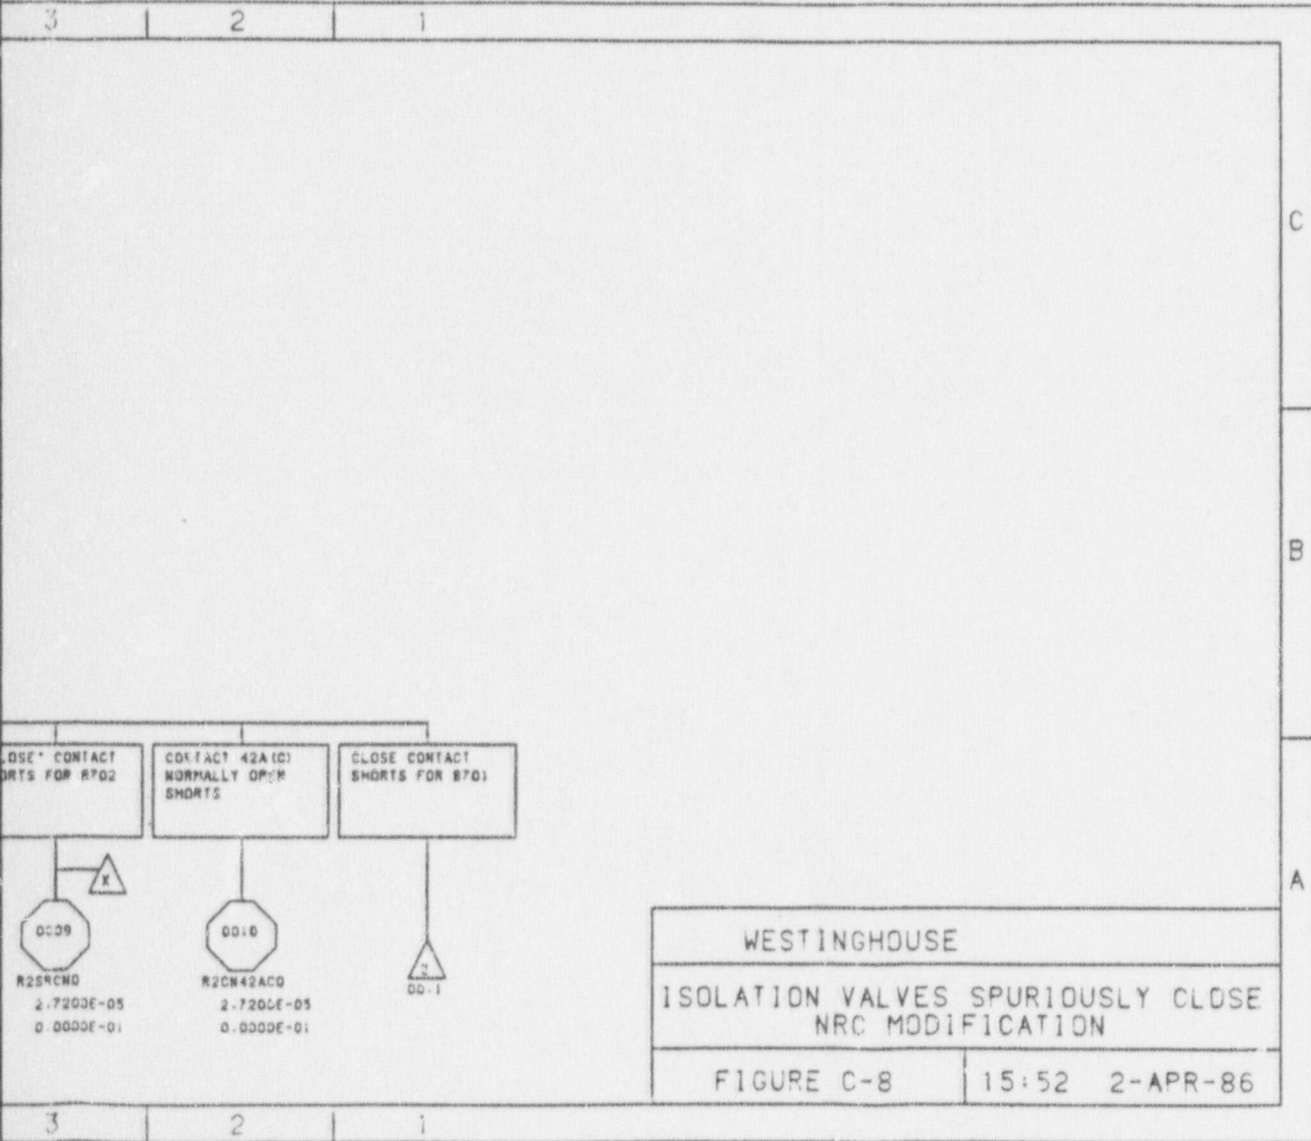 3 2 1
C
B
A
LOSE" CONTACT
ORTS FOR 8702
CONTACT 42A(C)
NORMALLY OPEN
SHORTS
CLOSE CONTACT
SHORTS FOR 8701
X
0009
R2SRCNO
2.7200E-05
0.0000E-01
0010
R2CN42ACO
2.7200E-05
0.0000E-01
00.1
WESTINGHOUSE
ISOLATION VALVES SPURIOUSLY CLOSE
NRC MODIFICATION
FIGURE C-8
15:52 2-APR-86
3 2 1